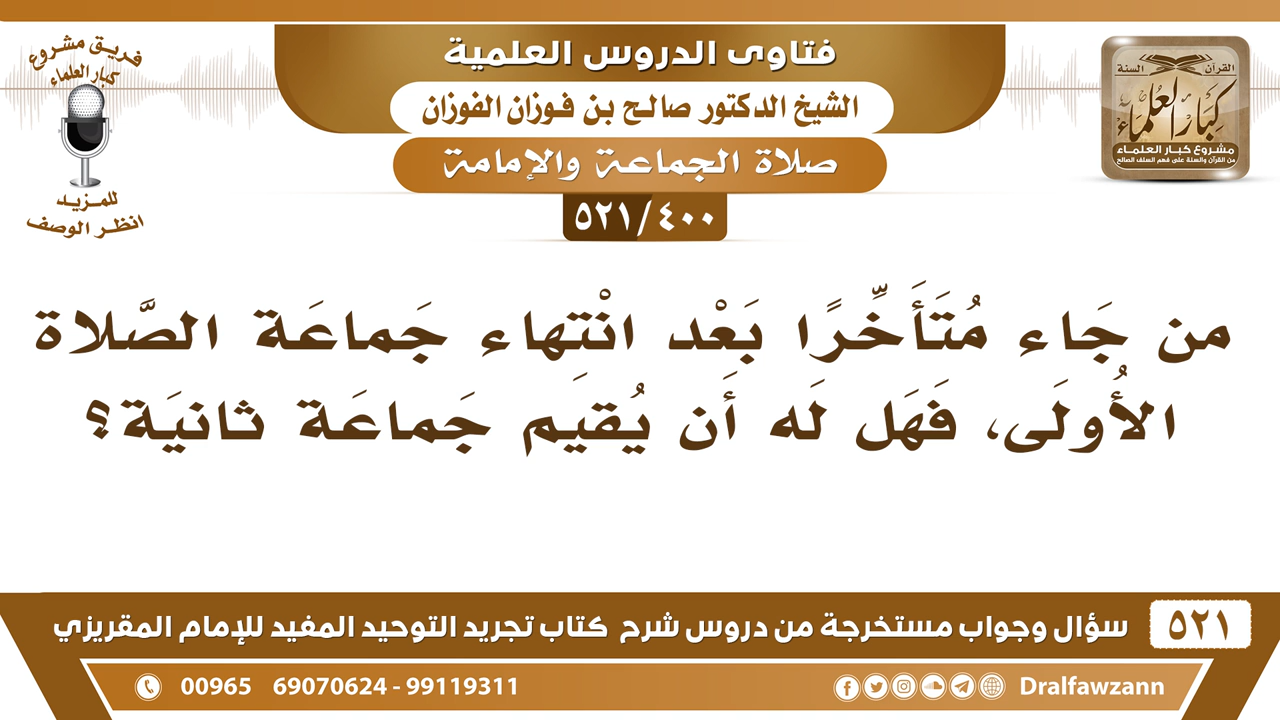 فريق مشروع
كبار العلماء
للمزيد
انظر الوصف
فتاوى الدروس العلمية
الشيخ الدكتور صالح بن فوزان الفوزان
صلاة الجماعة والإمامة
٥٢١/٤٠٠
القرآن السنة
كبار العلماء
مشروع كبار العلماء
من القرآن والسنة على فهم السلف الصالح
من جَاء مُتَأَخِّرًا بَعْد انْتِهاء جَماعَة الصَّلاة
الأُولَى، فَهَل لَه أَن يُقيَم جَماعَة ثانيَة؟
٥٢١
سؤال وجواب مستخرجة من دروس شرح كتاب تجريد التوحيد المفيد للإمام المقريزي
00965 69070624 - 99119311
Dralfawzann